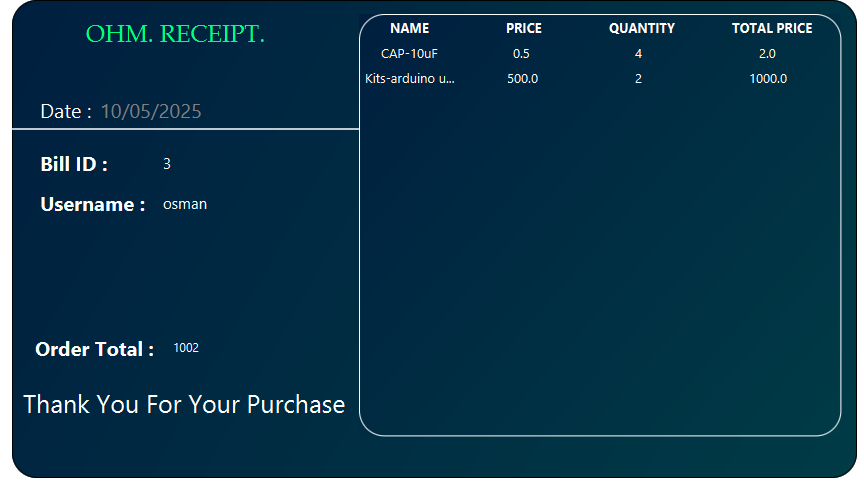 OHM. RECEIPT.
Date : 10/05/2025
Bill ID : 3
Username : osman
Order Total : 1002
Thank You For Your Purchase
NAME PRICE QUANTITY TOTAL PRICE
CAP-10uF 0.5 4 2.0
Kits-arduino u... 500.0 2 1000.0